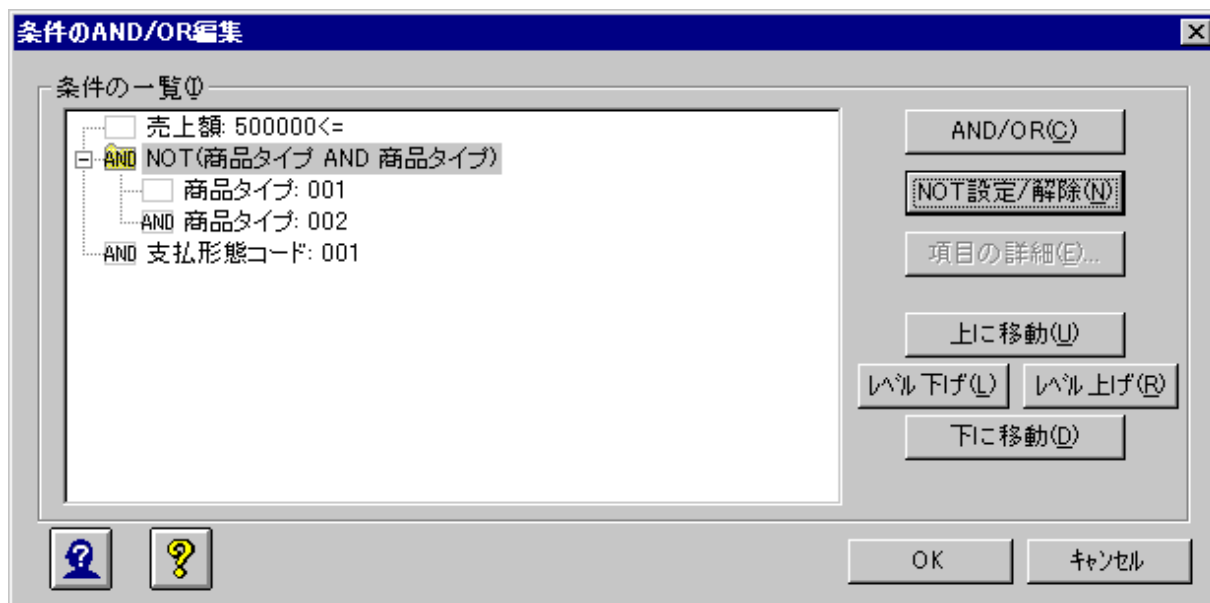 条件のAND/OR編集
条件の一覧(I)
売上額: 500000<=
AND NOT(商品タイプ AND 商品タイプ)
商品タイプ: 001
AND 商品タイプ: 002
AND 支払形態コード: 001
AND/OR(C)
NOT設定/解除(N)
項目の詳細(E)...
上に移動(U)
レベル下げ(L) レベル上げ(R)
下に移動(D)
OK キャンセル